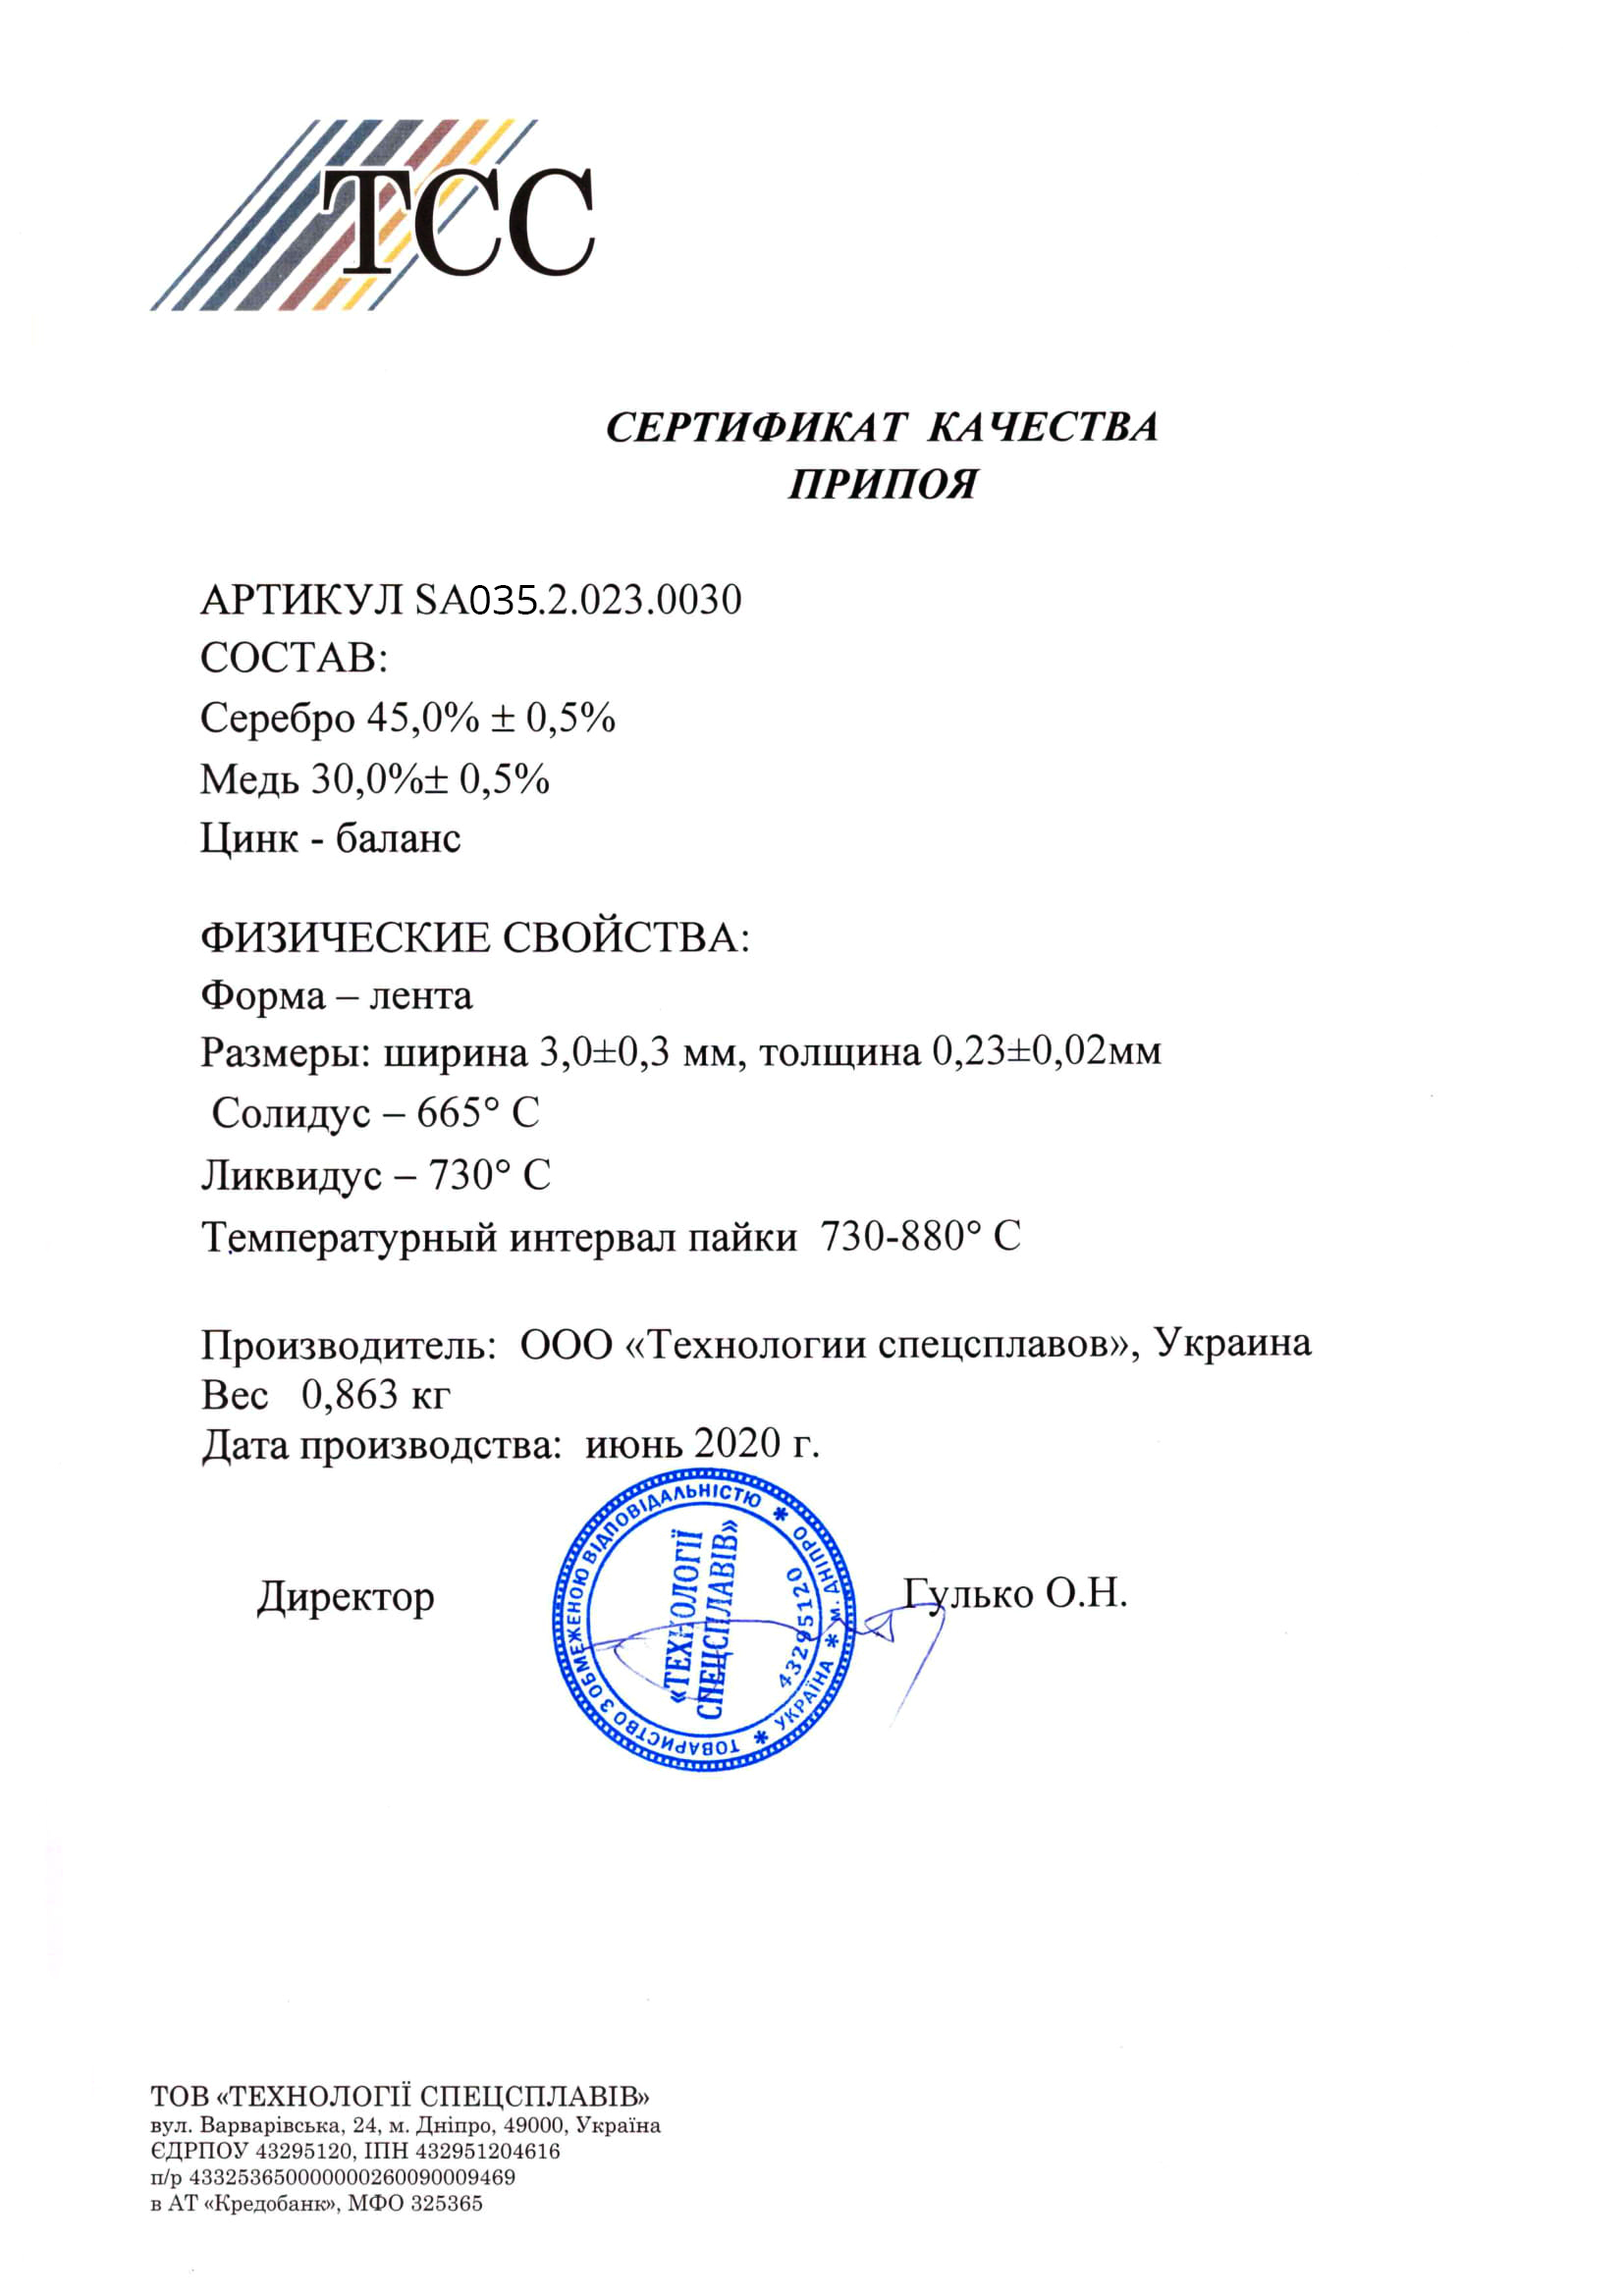 ТСС
СЕРТИФИКАТ КАЧЕСТВА
ПРИПОЯ
АРТИКУЛ SA035.2.023.0030
СОСТАВ:
Серебро 45,0% ± 0,5%
Медь 30,0%± 0,5%
Цинк - баланс
ФИЗИЧЕСКИЕ СВОЙСТВА:
Форма – лента
Размеры: ширина 3,0±0,3 мм, толщина 0,23±0,02мм
Солидус – 665° С
Ликвидус – 730° С
Температурный интервал пайки 730-880° С
Производитель: ООО «Технологии спецсплавов», Украина
Вес 0,863 кг
Дата производства: июнь 2020 г.
Директор
ТОВАРИСТВО З ОБМЕЖЕНОЮ ВІДПОВІДАЛЬНІСТЮ * м. ДНІПРО * УКРАЇНА *
«ТЕХНОЛОГІЇ
СПЕЦСПЛАВІВ»
43295120
Гулько О.Н.
ТОВ «ТЕХНОЛОГІЇ СПЕЦСПЛАВІВ»
вул. Варварівська, 24, м. Дніпро, 49000, Україна
ЄДРПОУ 43295120, ІПН 432951204616
п/р 433253650000000260090009469
в АТ «Кредобанк», МФО 325365